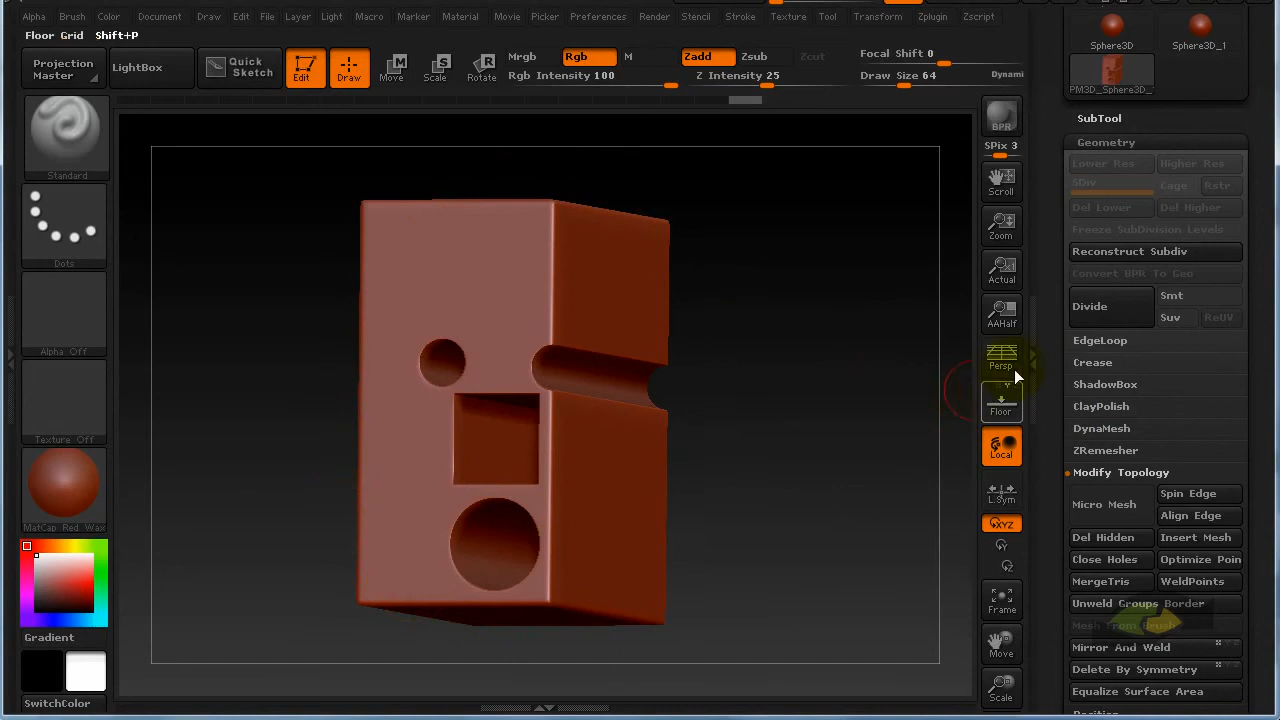 Alpha Brush Color Document Draw Edit File Layer Light Macro Marker Material Movie Picker Preferences Render Stencil Stroke Texture Tool Transform Zplugin Zscript
Floor Grid Shift+P
Projection
Master
LightBox
Quick
Sketch
Edit
Draw
Move
Scale
Rotate
Mrgb
Rgb
M
Rgb Intensity 100
Zadd
Zsub
Zcut
Z Intensity 25
Focal Shift 0
Draw Size 64
Dynami
Standard
Dots
Alpha Off
Texture Off
MatCap Red Wax
Gradient
SwitchColor
BPR
SPix 3
Scroll
Zoom
Actual
AAHalf
Persp
Floor
Local
L.Sym
XYZ
Y
Z
Frame
Move
Scale
Sphere3D
Sphere3D_1
PM3D_Sphere3D_
SubTool
Geometry
Lower Res
Higher Res
SDiv
Cage
Rstr
Del Lower
Del Higher
Freeze SubDivision Levels
Reconstruct Subdiv
Convert BPR To Geo
Divide
Smt
Suv
ReUV
EdgeLoop
Crease
ShadowBox
ClayPolish
DynaMesh
ZRemesher
Modify Topology
Micro Mesh
Spin Edge
Align Edge
Del Hidden
Insert Mesh
Close Holes
Optimize Poin
MergeTris
WeldPoints
Unweld Groups Border
Mesh From Brush
Mirror And Weld
Delete By Symmetry
Equalize Surface Area